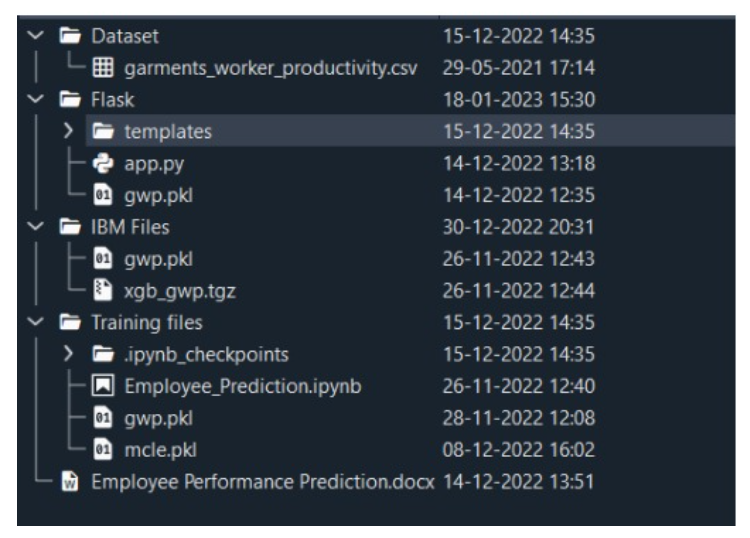 Dataset 15-12-2022 14:35
garments_worker_productivity.csv 29-05-2021 17:14
Flask 18-01-2023 15:30
templates 15-12-2022 14:35
app.py 14-12-2022 13:18
01 gwp.pkl 14-12-2022 12:35
IBM Files 30-12-2022 20:31
01 gwp.pkl 26-11-2022 12:43
xgb_gwp.tgz 26-11-2022 12:44
Training files 15-12-2022 14:35
.ipynb_checkpoints 15-12-2022 14:35
Employee_Prediction.ipynb 26-11-2022 12:40
01 gwp.pkl 28-11-2022 12:08
01 mcle.pkl 08-12-2022 16:02
W Employee Performance Prediction.docx 14-12-2022 13:51